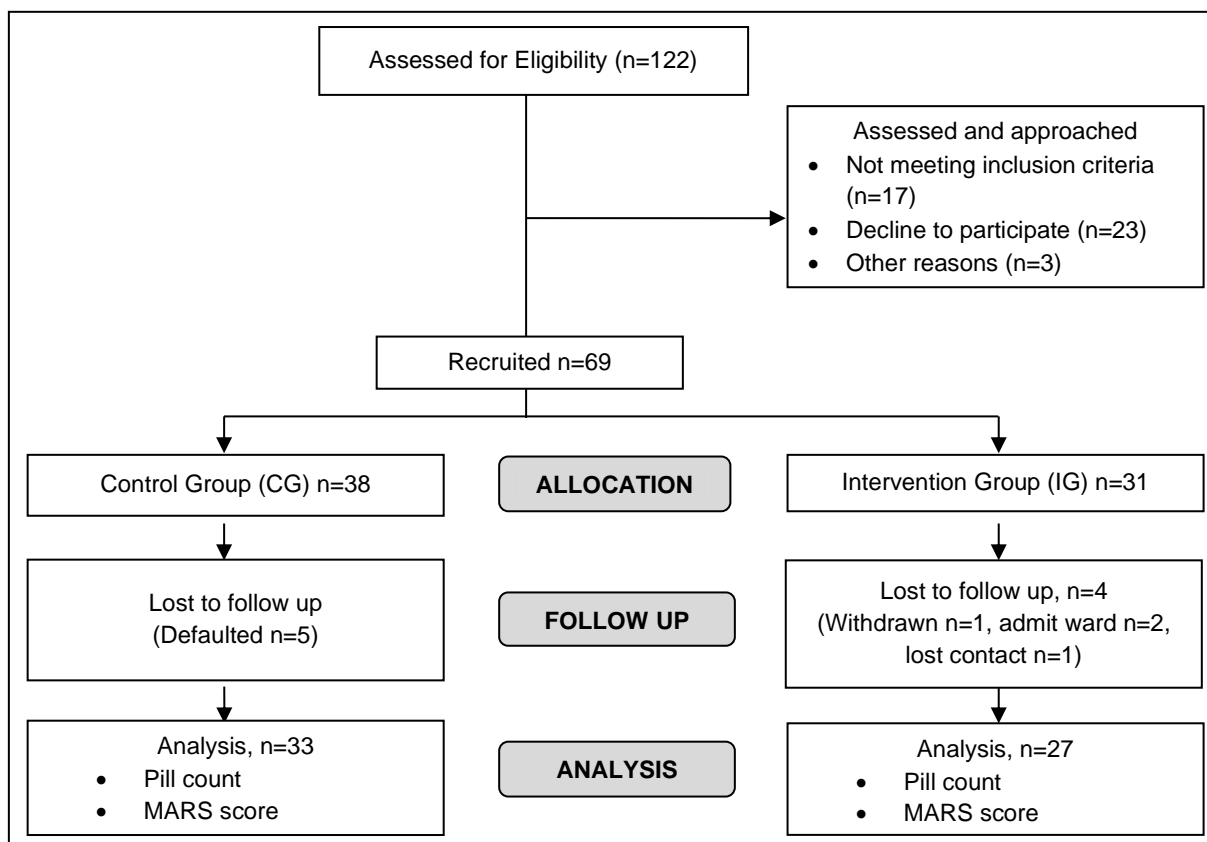 Assessed for Eligibility (n=122)
Assessed and approached
• Not meeting inclusion criteria
(n=17)
• Decline to participate (n=23)
• Other reasons (n=3)
Recruited n=69
Control Group (CG) n=38
ALLOCATION
Intervention Group (IG) n=31
Lost to follow up
(Defaulted n=5)
FOLLOW UP
Lost to follow up, n=4
(Withdrawn n=1, admit ward n=2,
lost contact n=1)
Analysis, n=33
• Pill count
• MARS score
ANALYSIS
Analysis, n=27
• Pill count
• MARS score